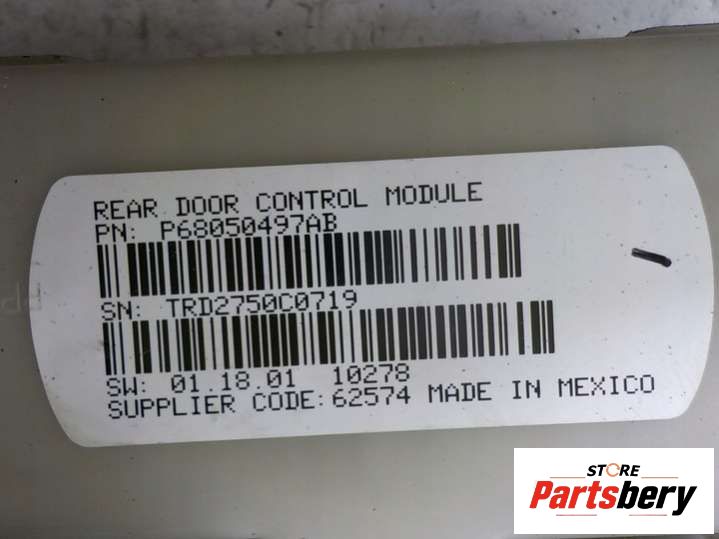 REAR DOOR CONTROL MODULE
PN: P68050497AB
SN: TRD2750C0719
SW: 01.18.01 10278
SUPPLIER CODE: 62574 MADE IN MEXICO
STORE
Partsbery